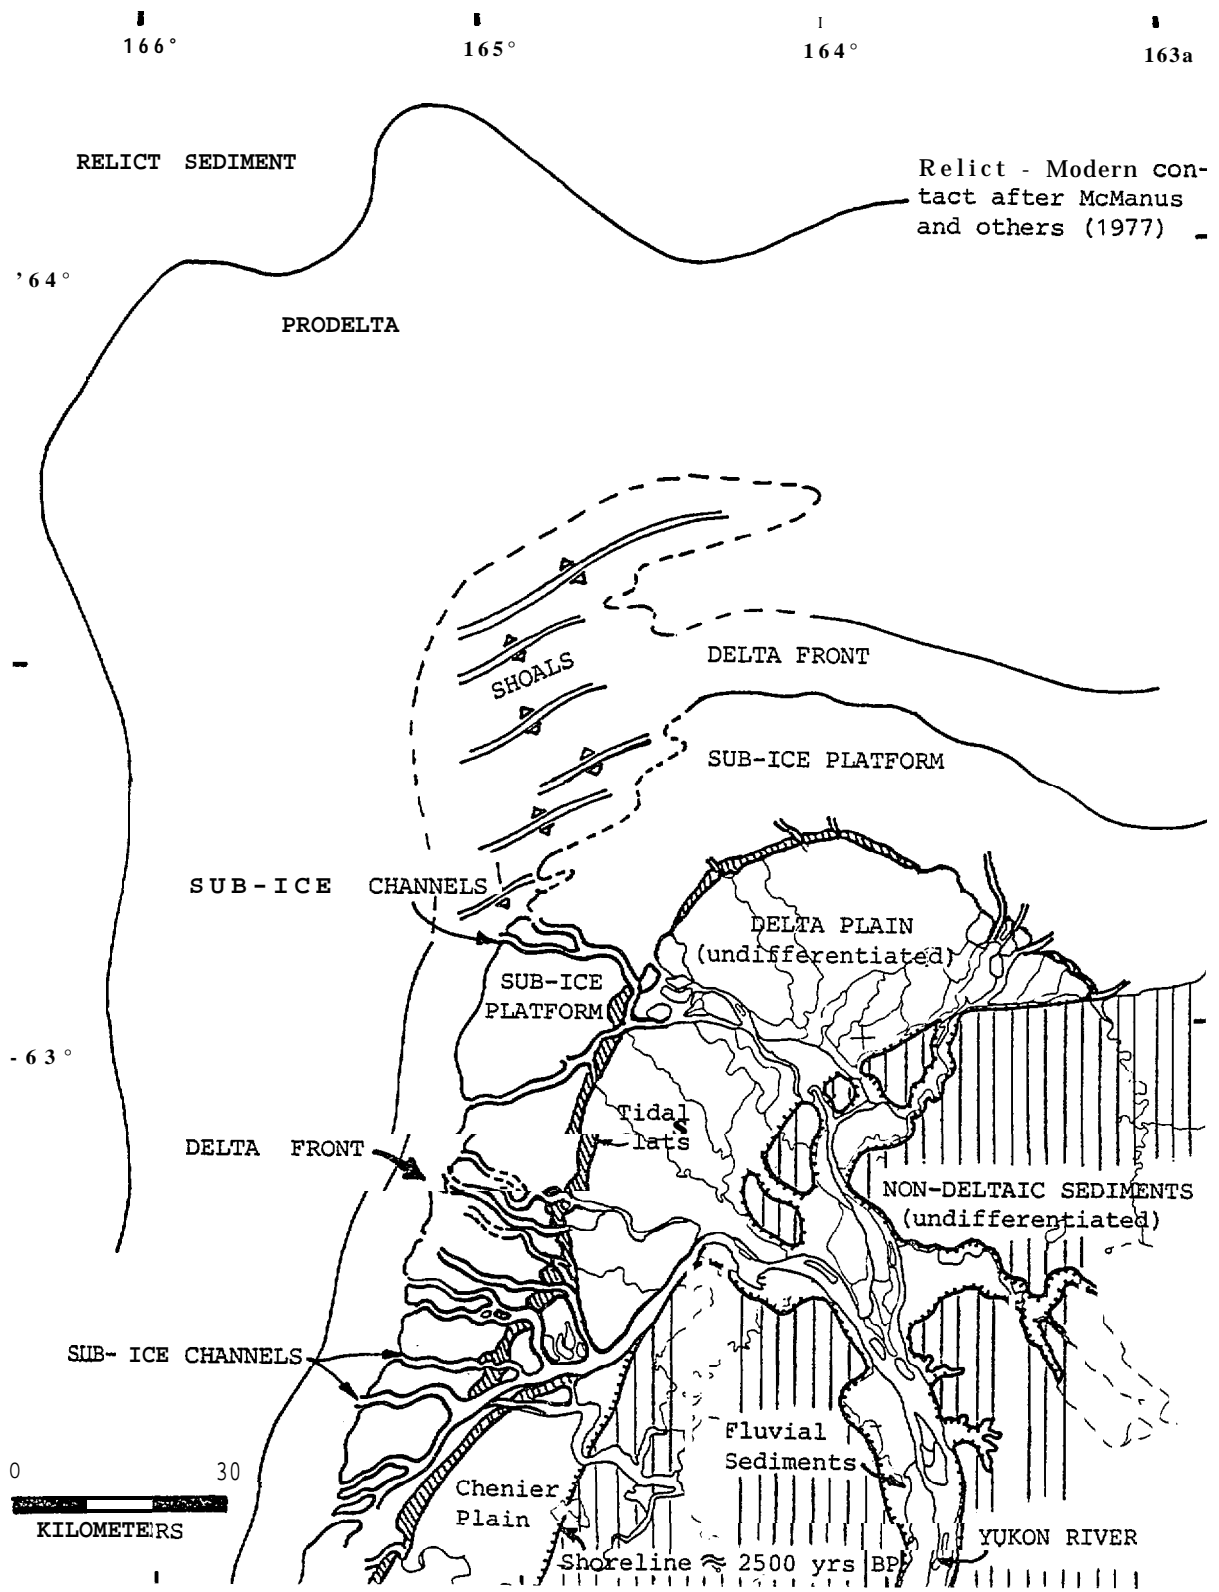 166°
165°
164°
163a
RELICT SEDIMENT
Relict - Modern con-
tact after McManus
and others (1977)
'64°
PRODELTA
DELTA FRONT
SHOALS
SUB-ICE PLATFORM
SUB-ICE CHANNELS
DELTA PLAIN
(undifferentiated)
SUB-ICE
PLATFORM
-63°
Tidal
lats
DELTA FRONT
NON-DELTAIC SEDIMENTS
(undifferentiated)
SUB- ICE CHANNELS
Fluvial
Sediments
0 30
KILOMETERS
Chenier
Plain
YUKON RIVER
Shoreline ≈ 2500 yrs BP